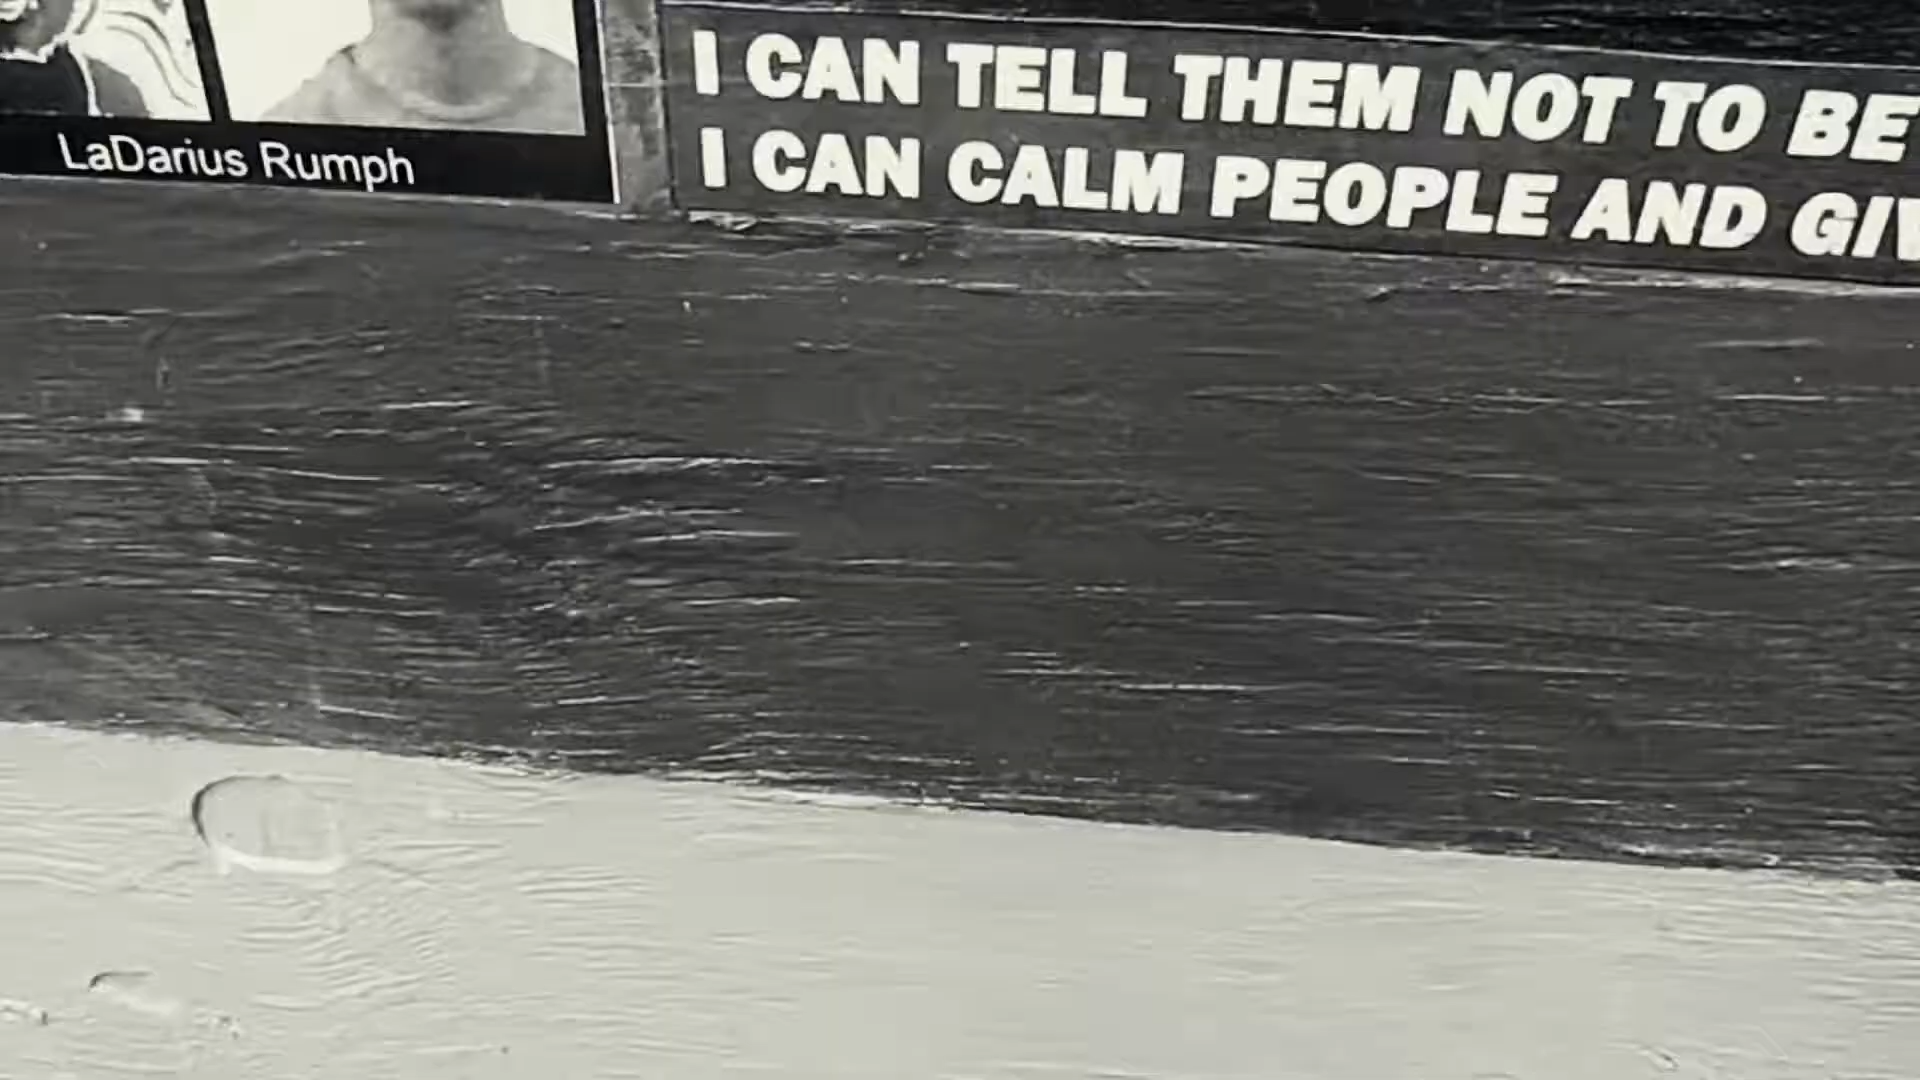 LaDarius Rumph
I CAN TELL THEM NOT TO BE
I CAN CALM PEOPLE AND